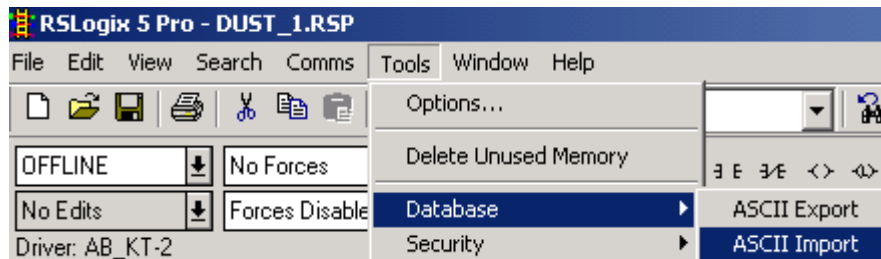 RSLogix 5 Pro - DUST_1.RSP
File Edit View Search Comms Tools Window Help
Options...
Delete Unused Memory
OFFLINE No Forces
Database ASCII Export
No Edits Forces Disable
Security ASCII Import
Driver: AB_KT-2